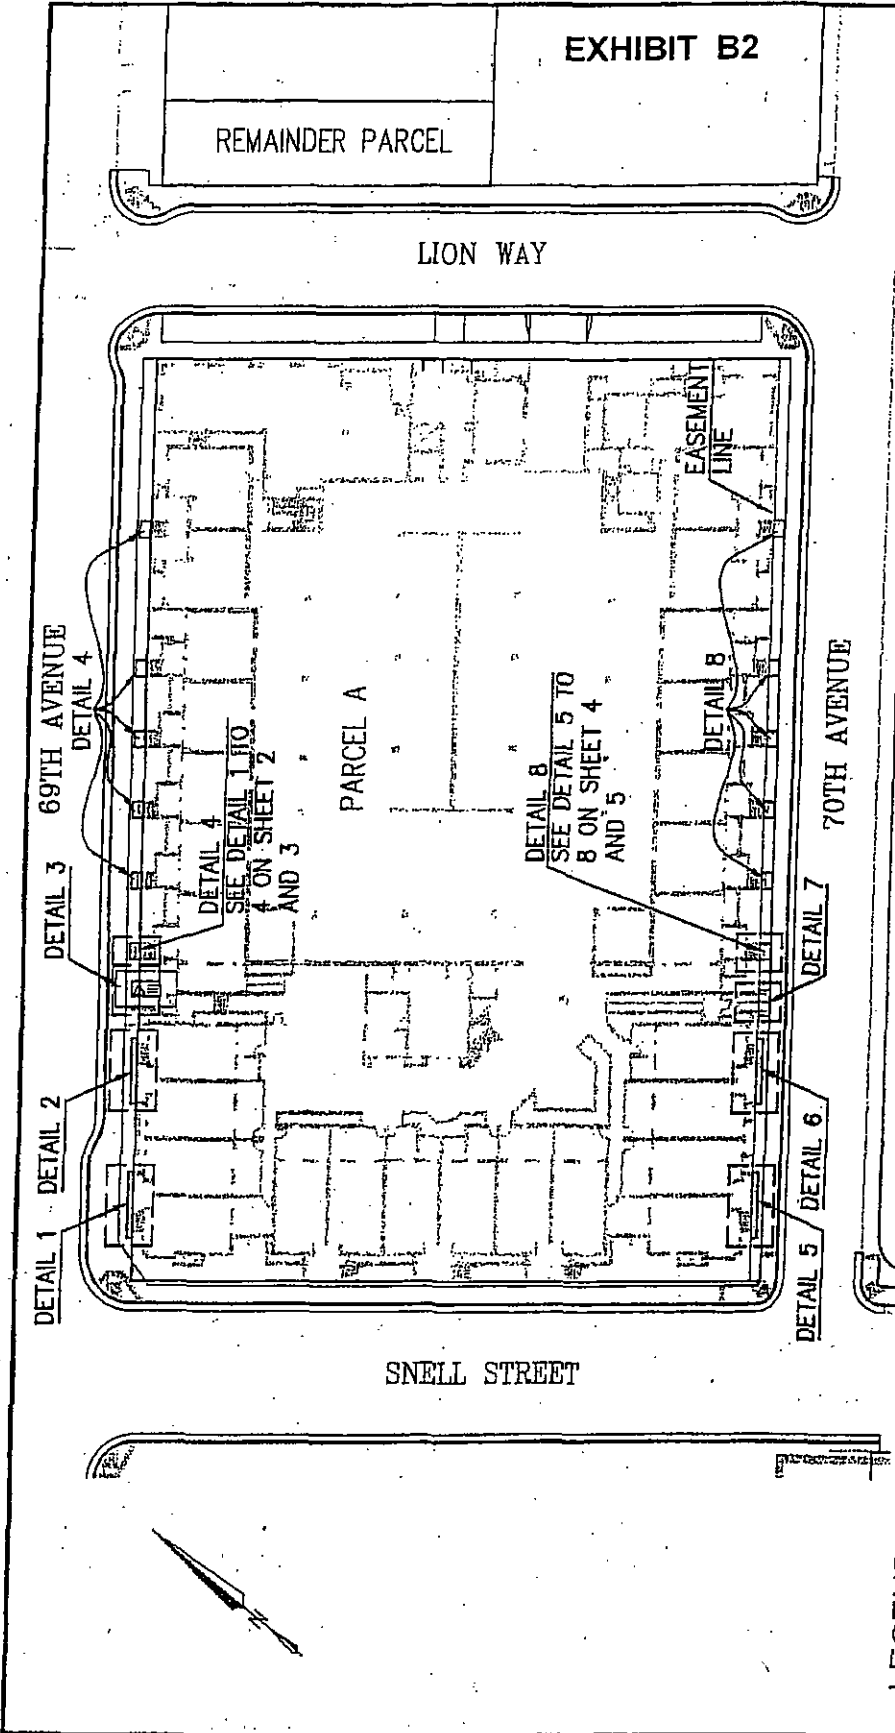 EXHIBIT B2
REMAINDER PARCEL
LION WAY
EASEMENT
LINE
69TH AVENUE
DETAIL 4
DETAIL 3
DETAIL 4
SEE DETAIL 1 TO
4 ON SHEET 2
AND 3
PARCEL A
DETAIL 8
SEE DETAIL 5 TO
8 ON SHEET 4
AND 5
DETAIL 8
70TH AVENUE
DETAIL 7
DETAIL 2
DETAIL 1
DETAIL 6
DETAIL 5
SNELL STREET
N